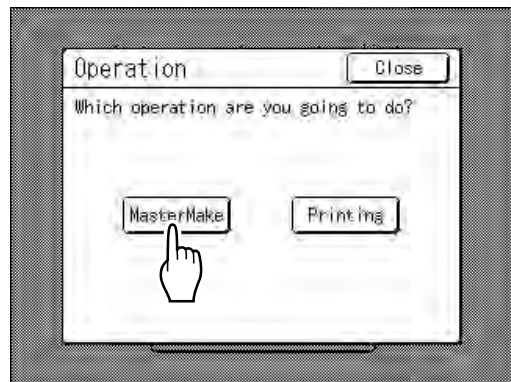 Operation
Close
Which operation are you going to do?
MasterMake
Printing